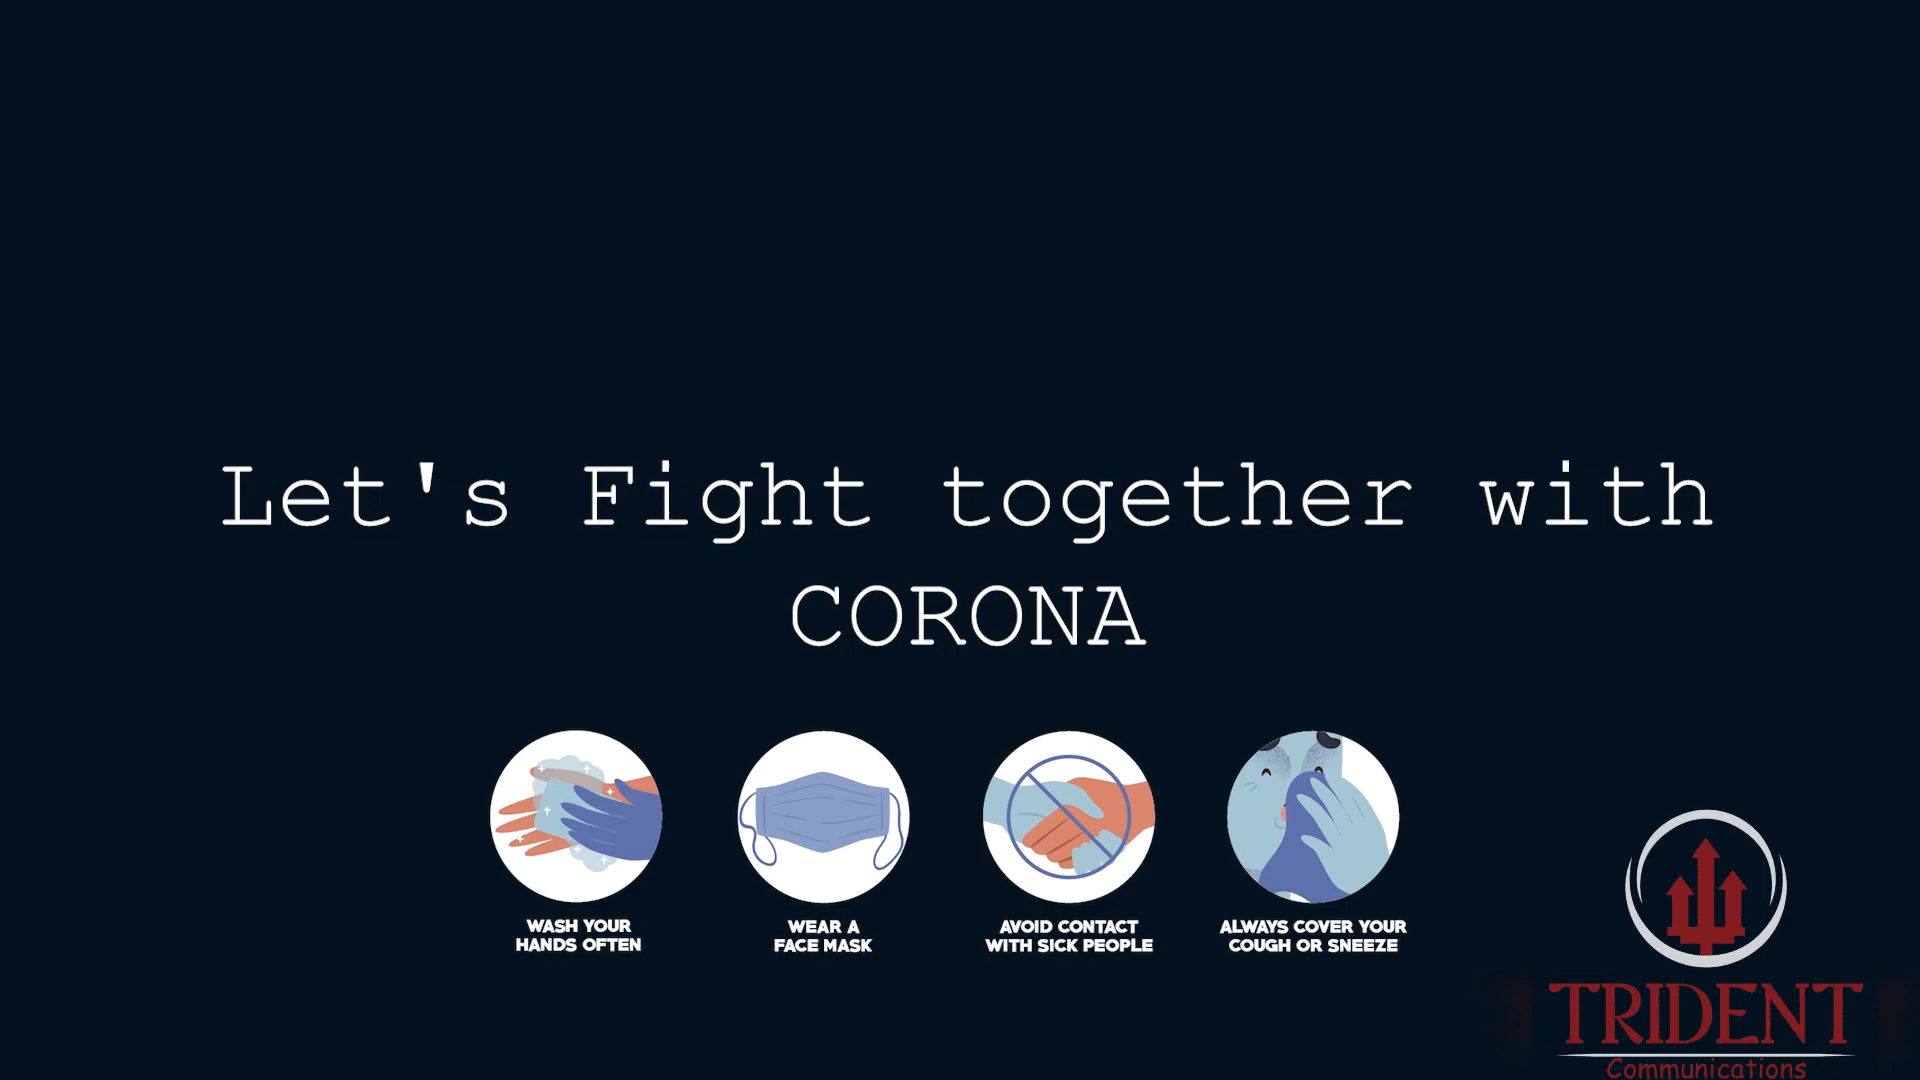 Let's Fight together with
CORONA
WASH YOUR
HANDS OFTEN
WEAR A
FACE MASK
AVOID CONTACT
WITH SICK PEOPLE
ALWAYS COVER YOUR
COUGH OR SNEEZE
TRIDENT
Communications